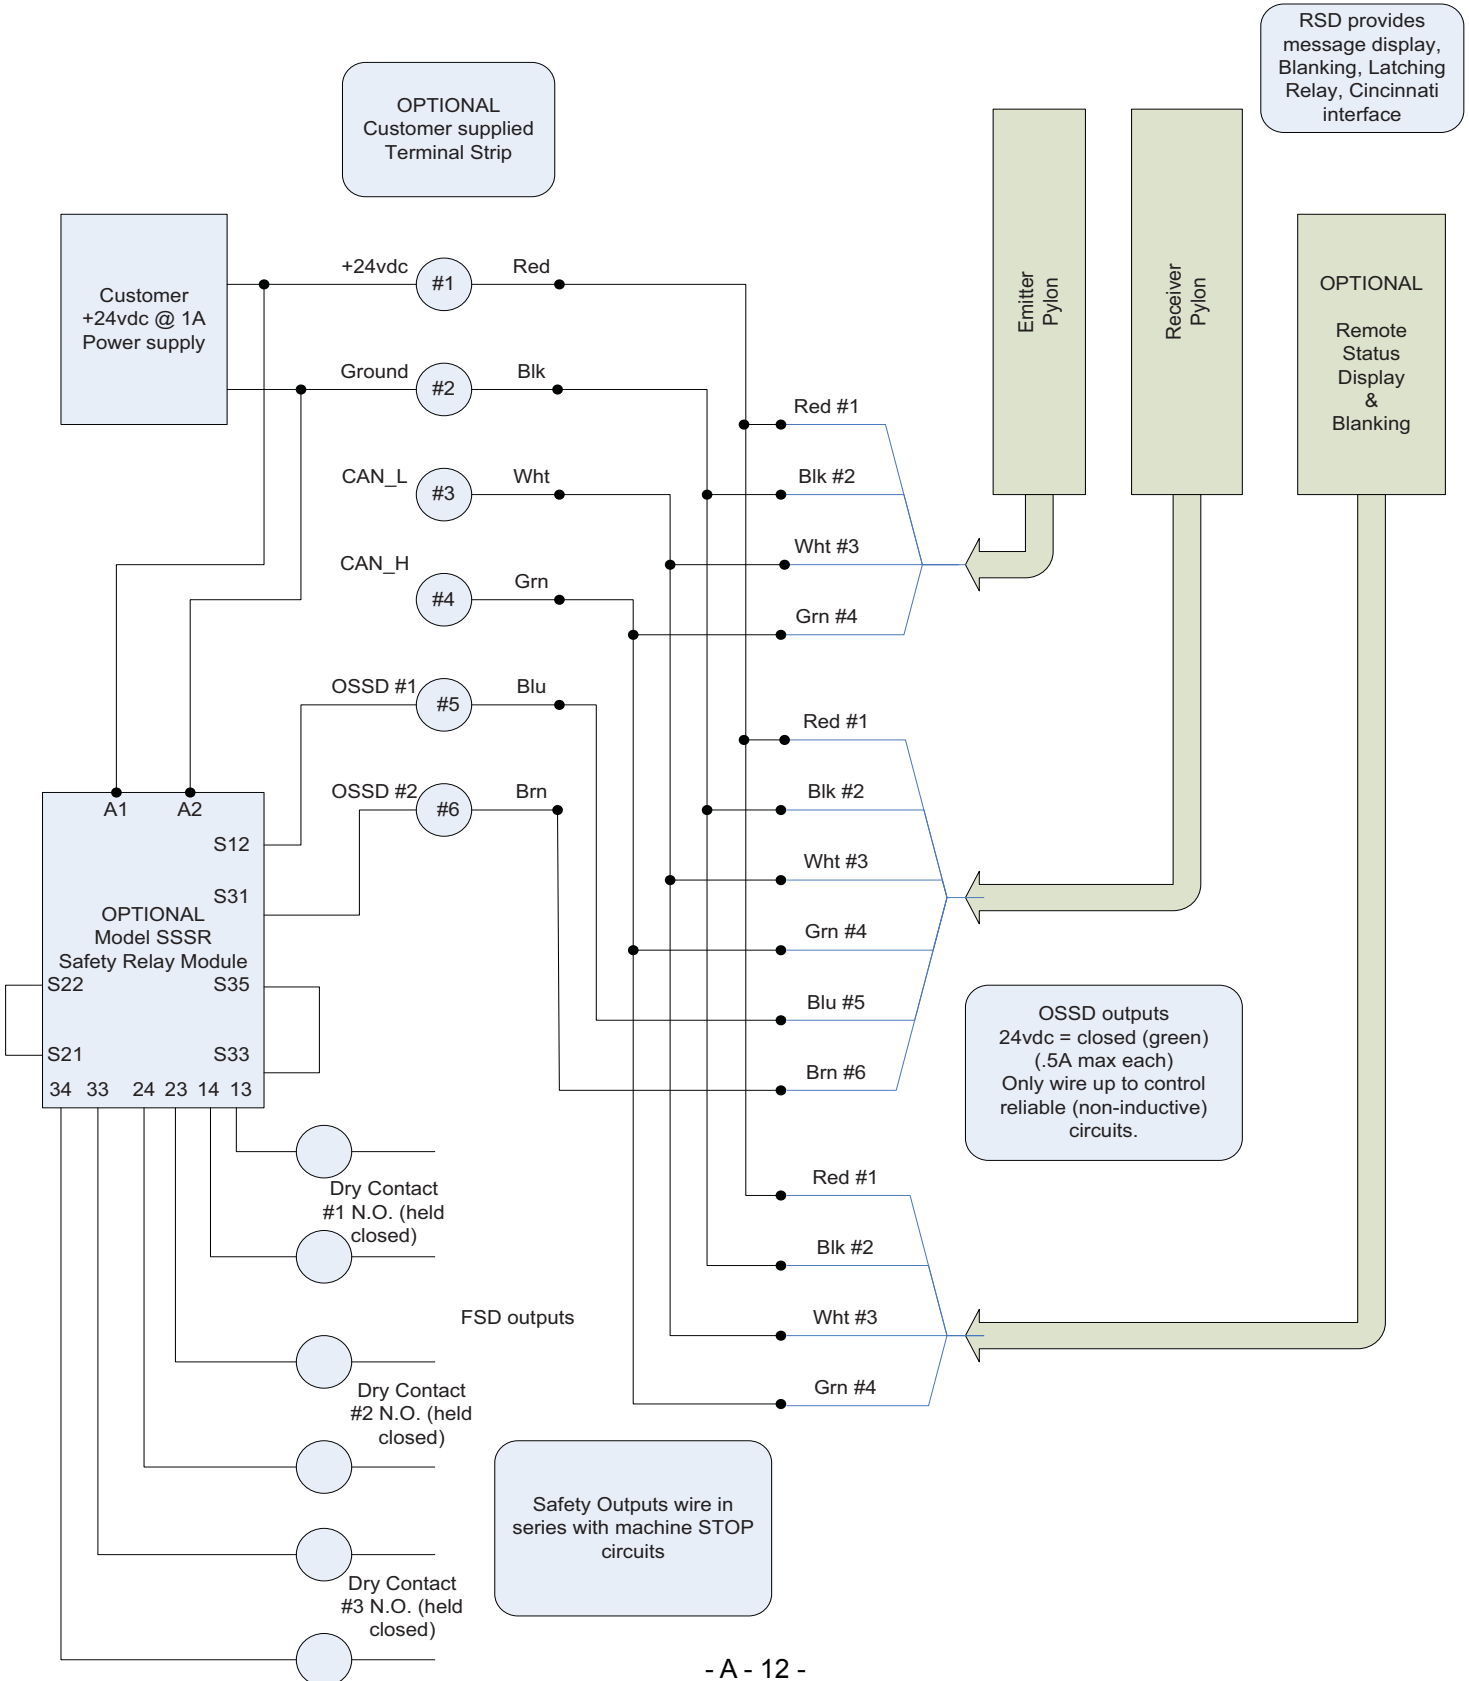 RSD provides
message display,
Blanking, Latching
Relay, Cincinnati
interface
OPTIONAL
Customer supplied
Terminal Strip
Customer
+24vdc @ 1A
Power supply
+24vdc
#1
Red
Ground
#2
Blk
CAN_L
#3
Wht
CAN_H
#4
Grn
OSSD #1
#5
Blu
OSSD #2
#6
Brn
Emitter
Pylon
Receiver
Pylon
OPTIONAL
Remote
Status
Display
&
Blanking
Red #1
Blk #2
Wht #3
Grn #4
Red #1
Blk #2
Wht #3
Grn #4
Blu #5
Brn #6
Red #1
Blk #2
Wht #3
Grn #4
A1
A2
S12
S31
OPTIONAL
Model SSSR
Safety Relay Module
S22
S35
S21
S33
34 33 24 23 14 13
OSSD outputs
24vdc = closed (green)
(.5A max each)
Only wire up to control
reliable (non-inductive)
circuits.
Dry Contact
#1 N.O. (held
closed)
FSD outputs
Dry Contact
#2 N.O. (held
closed)
Dry Contact
#3 N.O. (held
closed)
Safety Outputs wire in
series with machine STOP
circuits
- A - 12 -